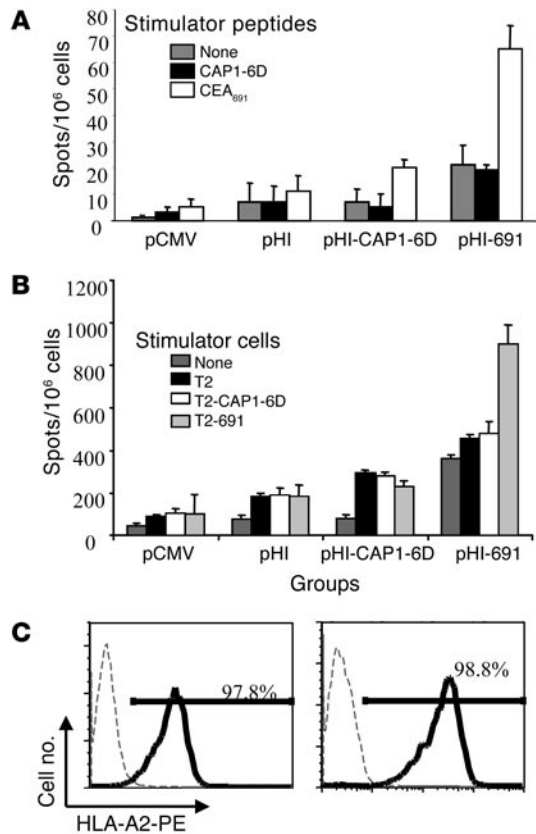 A
Stimulator peptides
None
CAP1-6D
CEA₆₉₁
Spots/10⁶ cells
80
70
60
50
40
30
20
10
0
pCMV pHI pHI-CAP1-6D pHI-691
B
Stimulator cells
None
T2
T2-CAP1-6D
T2-691
Spots/10⁶ cells
1200
1000
800
600
400
200
0
pCMV pHI pHI-CAP1-6D pHI-691
Groups
C
97.8% 98.8%
Cell no.
HLA-A2-PE